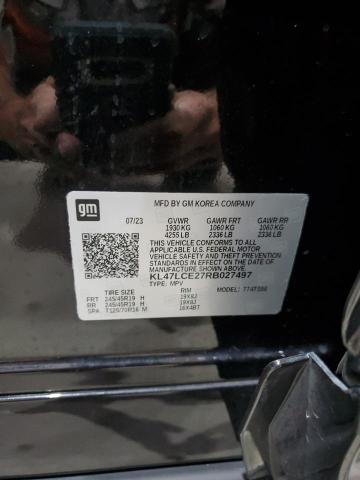 gm
MFD BY GM KOREA COMPANY
07/23 GVWR GAWR FRT GAWR RR
1930 KG 1060 KG 1060 KG
4255 LB 2336 LB 2336 LB
THIS VEHICLE CONFORMS TO ALL
APPLICABLE U.S. FEDERAL MOTOR
VEHICLE SAFETY AND THEFT PREVENTION
STANDARDS IN EFFECT ON THE DATE OF
MANUFACTURE SHOWN ABOVE.
KL47LCE27RB027497
TYPE: MPV MODEL:
TIRE SIZE RIM
FRT 245/45R19 H 19X8J
RR 245/45R19 H 19X8J
SPA T125/70R16 M 16X4BT